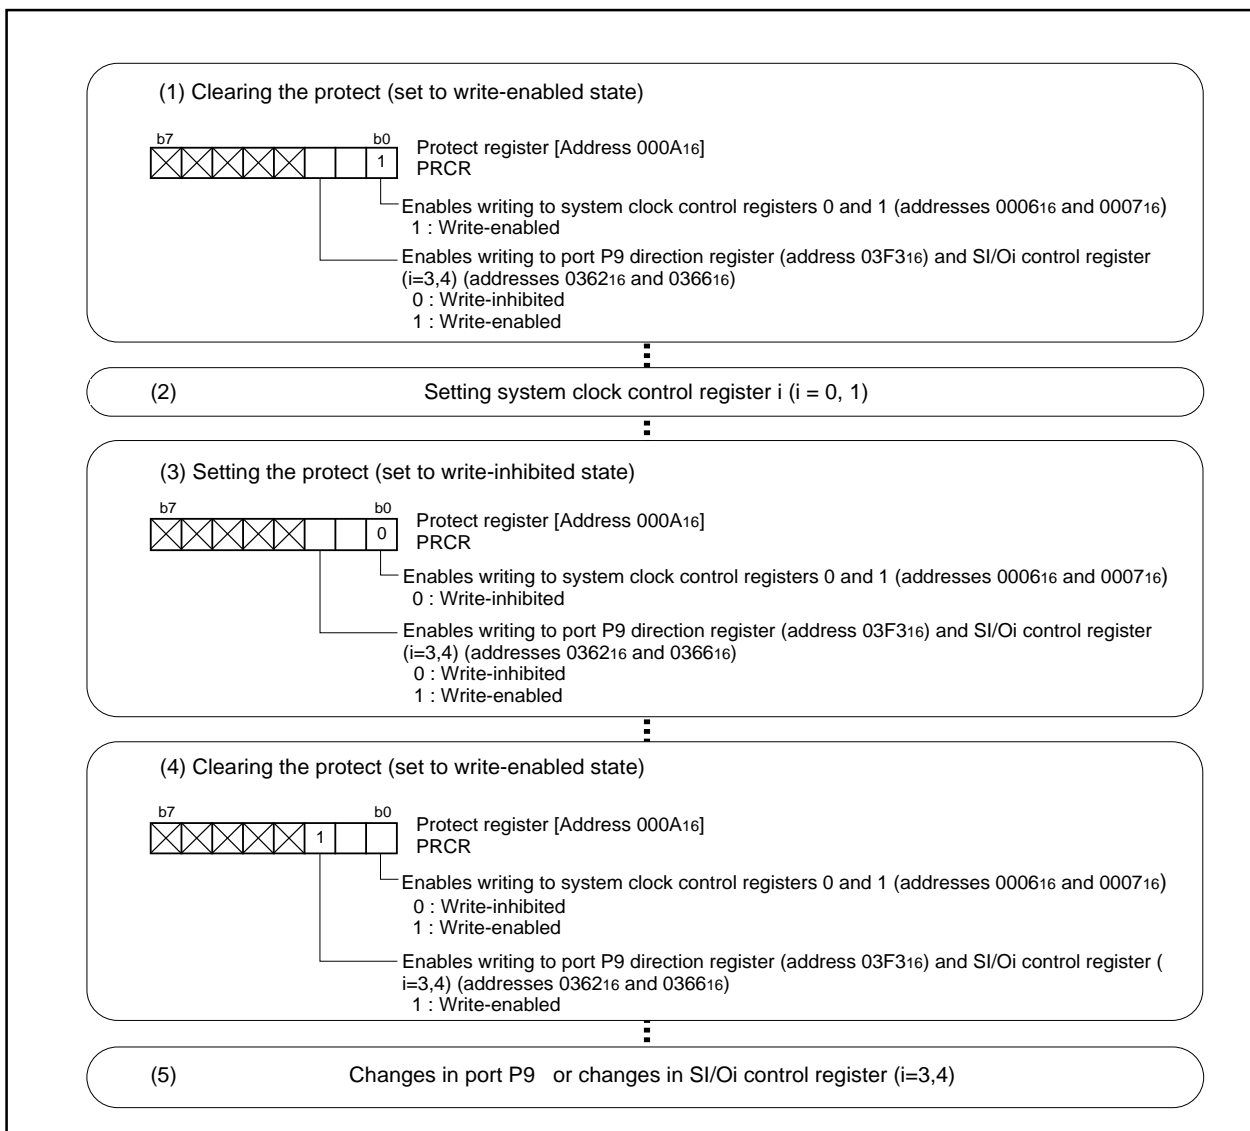 (1) Clearing the protect (set to write-enabled state)
b7 b0
1
Protect register [Address 000A16]
PRCR
Enables writing to system clock control registers 0 and 1 (addresses 000616 and 000716)
1 : Write-enabled
Enables writing to port P9 direction register (address 03F316) and SI/Oi control register
(i=3,4) (addresses 036216 and 036616)
0 : Write-inhibited
1 : Write-enabled
(2) Setting system clock control register i (i = 0, 1)
(3) Setting the protect (set to write-inhibited state)
b7 b0
0
Protect register [Address 000A16]
PRCR
Enables writing to system clock control registers 0 and 1 (addresses 000616 and 000716)
0 : Write-inhibited
Enables writing to port P9 direction register (address 03F316) and SI/Oi control register
(i=3,4) (addresses 036216 and 036616)
0 : Write-inhibited
1 : Write-enabled
(4) Clearing the protect (set to write-enabled state)
b7 b0
1
Protect register [Address 000A16]
PRCR
Enables writing to system clock control registers 0 and 1 (addresses 000616 and 000716)
0 : Write-inhibited
1 : Write-enabled
Enables writing to port P9 direction register (address 03F316) and SI/Oi control register (
i=3,4) (addresses 036216 and 036616)
1 : Write-enabled
(5) Changes in port P9 or changes in SI/Oi control register (i=3,4)